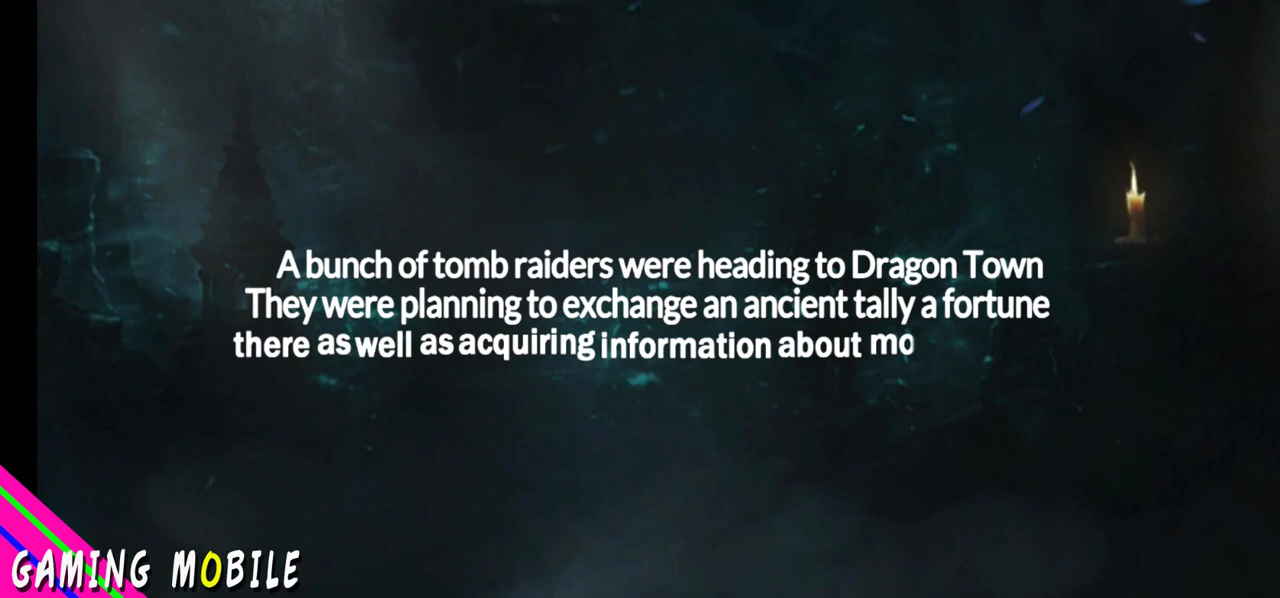 A bunch of tomb raiders were heading to Dragon Town
They were planning to exchange an ancient tally a fortune
there as well as acquiring information about mo
GAMING MOBILE